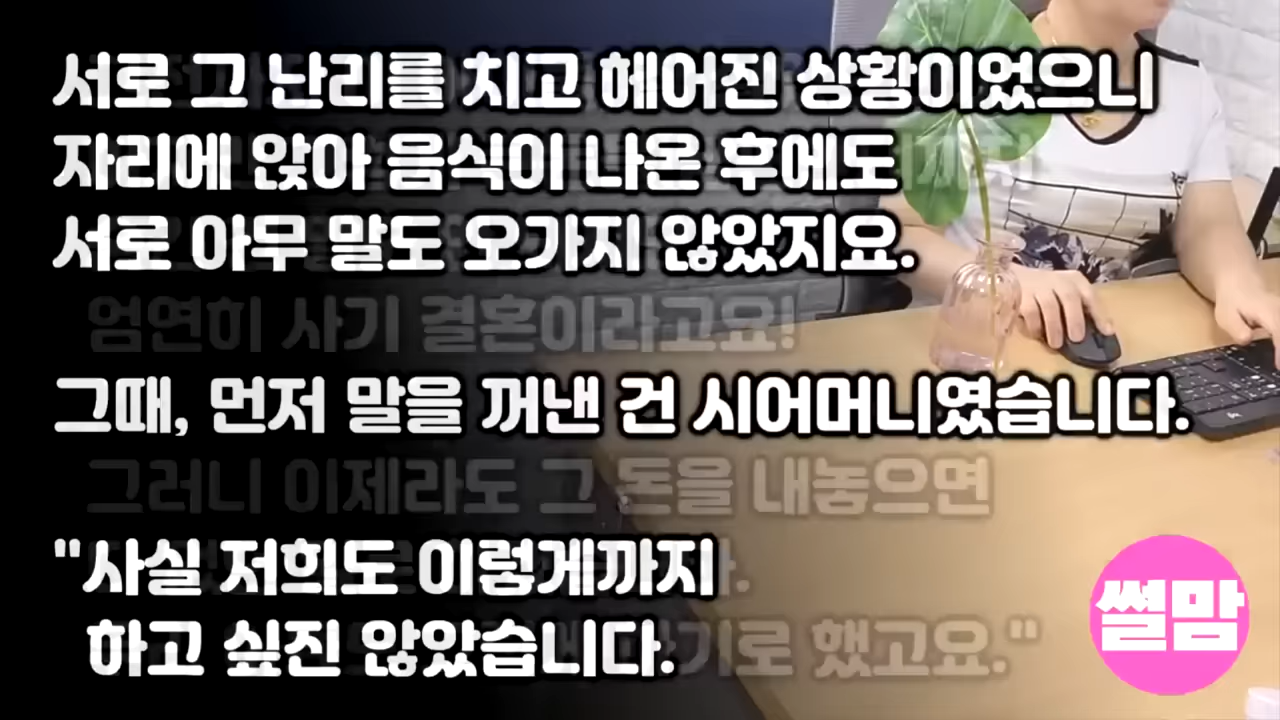 서로 그 난리를 치고 헤어진 상황이었으니
자리에 앉아 음식이 나온 후에도
서로 아무 말도 오가지 않았지요.
엄연히 사기 결혼이라고요!
그때, 먼저 말을 꺼낸 건 시어머니였습니다.
그러니 이제라도 그 돈을 내놓으면
"사실 저희도 이렇게까지
하고 싶진 않았습니다.
기로 했고요."
썰맘